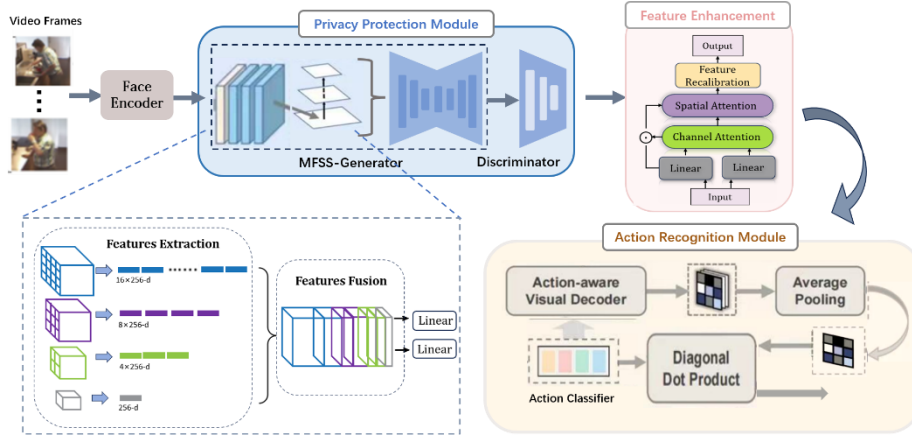 Video Frames
Face
Encoder
Privacy Protection Module
MFSS-Generator
Discriminator
Feature Enhancement
Output
Feature
Recalibration
Spatial Attention
Channel Attention
Linear
Linear
Input
Features Extraction
16×256-d
8×256-d
4×256-d
256-d
Features Fusion
Linear
Linear
Action Recognition Module
Action-aware
Visual Decoder
Average
Pooling
Action Classifier
Diagonal
Dot Product